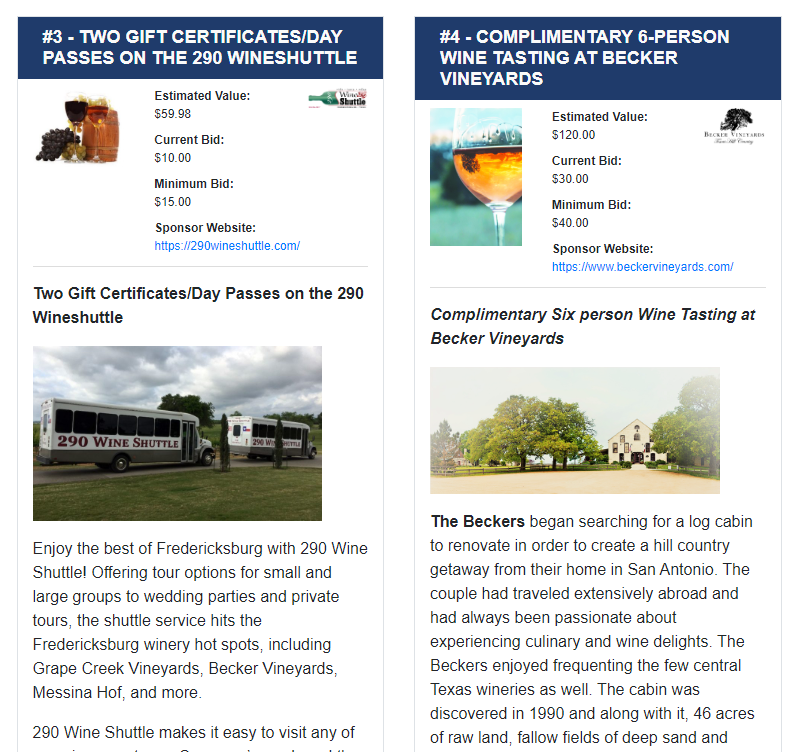 #3 - TWO GIFT CERTIFICATES/DAY
PASSES ON THE 290 WINESHUTTLE
Estimated Value:
$59.98
Current Bid:
$10.00
Minimum Bid:
$15.00
Sponsor Website:
https://290wineshuttle.com/
Wine
Shuttle
Two Gift Certificates/Day Passes on the 290
Wineshuttle
290 WINE SHUTTLE
290 WINE SHUTTLE
Enjoy the best of Fredericksburg with 290 Wine
Shuttle! Offering tour options for small and
large groups to wedding parties and private
tours, the shuttle service hits the
Fredericksburg winery hot spots, including
Grape Creek Vineyards, Becker Vineyards,
Messina Hof, and more.
290 Wine Shuttle makes it easy to visit any of
#4 - COMPLIMENTARY 6-PERSON
WINE TASTING AT BECKER
VINEYARDS
Estimated Value:
$120.00
Current Bid:
$30.00
Minimum Bid:
$40.00
Sponsor Website:
https://www.beckervineyards.com/
BECKER VINEYARDS
Texas Hill Country
Complimentary Six person Wine Tasting at
Becker Vineyards
The Beckers began searching for a log cabin
to renovate in order to create a hill country
getaway from their home in San Antonio. The
couple had traveled extensively abroad and
had always been passionate about
experiencing culinary and wine delights. The
Beckers enjoyed frequenting the few central
Texas wineries as well. The cabin was
discovered in 1990 and along with it, 46 acres
of raw land, fallow fields of deep sand and